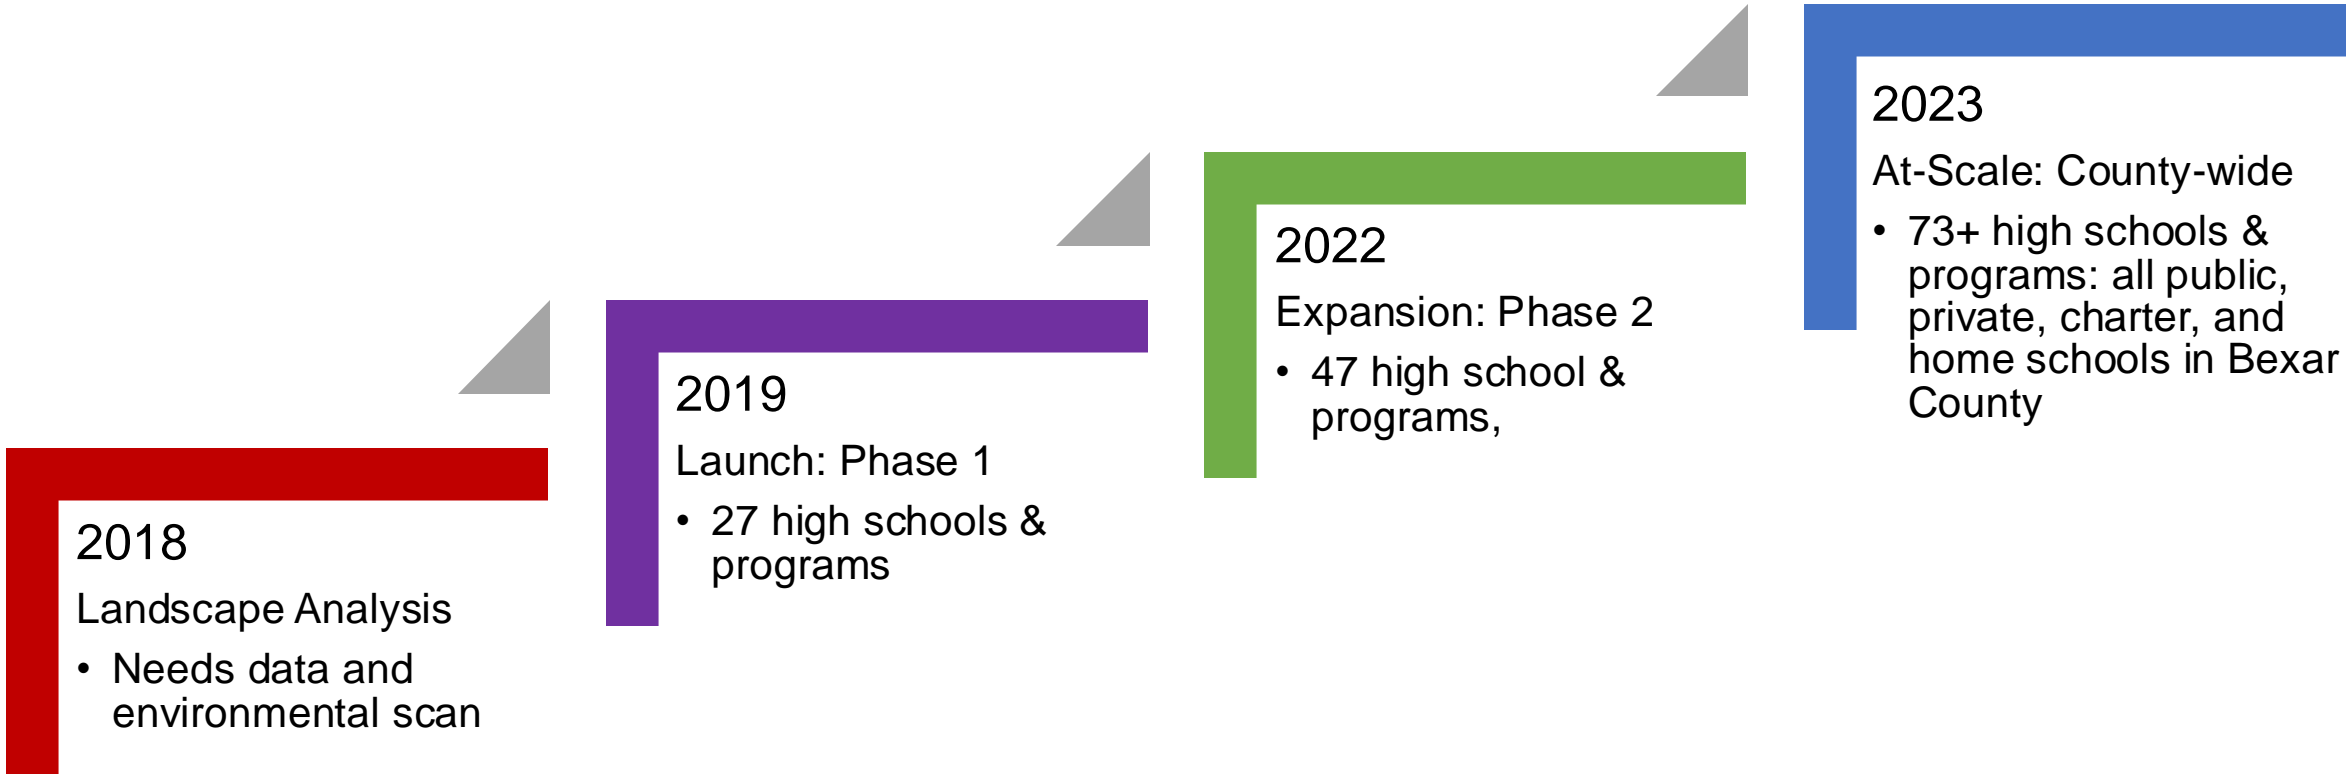 2018
Landscape Analysis
• Needs data and
environmental scan
2019
Launch: Phase 1
• 27 high schools &
programs
2022
Expansion: Phase 2
• 47 high school &
programs,
2023
At-Scale: County-wide
• 73+ high schools &
programs: all public,
private, charter, and
home schools in Bexar
County